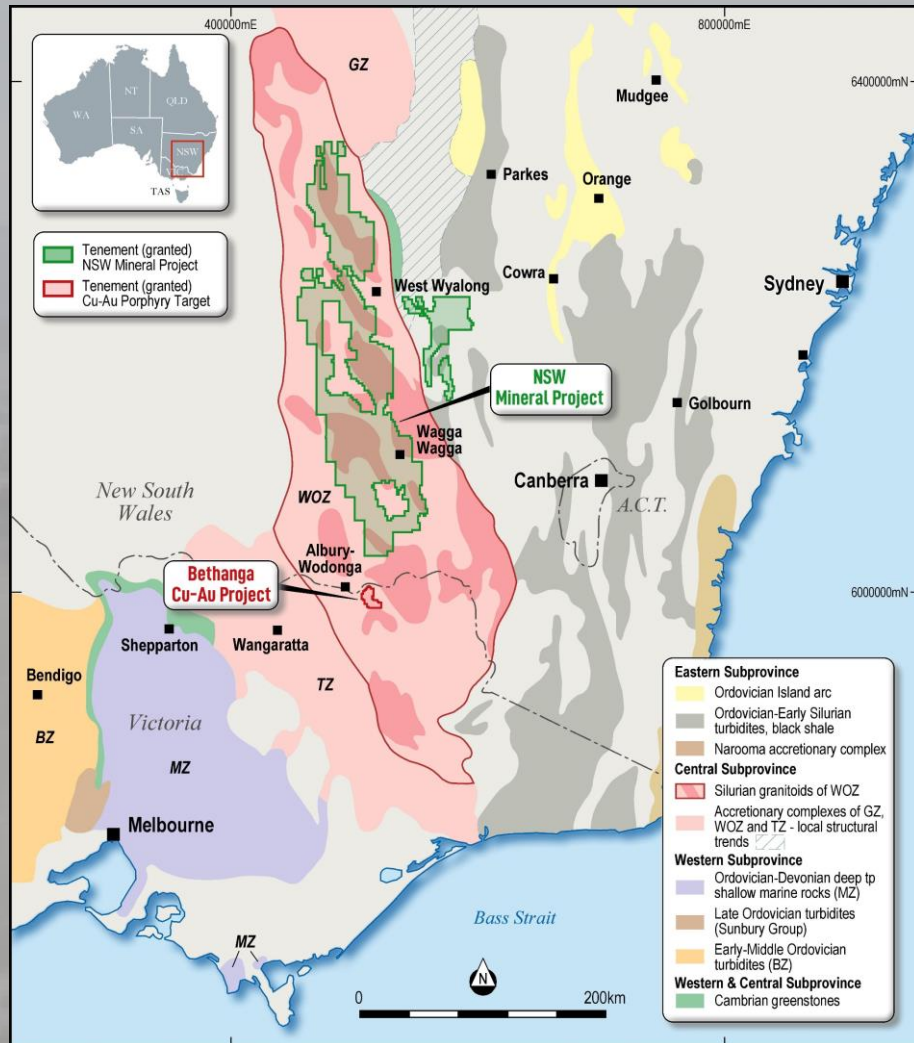 400000mE
800000mE
6400000mN
6000000mN
WA
NT
QLD
SA
NSW
TAS
Tenement (granted)
NSW Mineral Project
Tenement (granted)
Cu-Au Porphyry Target
GZ
Mudgee
Parkes
Orange
Cowra
West Wyalong
Sydney
NSW
Mineral Project
Golbourn
Wagga
Wagga
Canberra
A.C.T.
New South
Wales
WOZ
Albury-
Wodonga
Bethanga
Cu-Au Project
Shepparton
Wangaratta
Bendigo
BZ
Victoria
TZ
MZ
Melbourne
MZ
Bass Strait
N
0
200km
Eastern Subprovince
Ordovician Island arc
Ordovician-Early Silurian
turbidites, black shale
Narooma accretionary complex
Central Subprovince
Silurian granitoids of WOZ
Accretionary complexes of GZ,
WOZ and TZ - local structural
trends
Western Subprovince
Ordovician-Devonian deep tp
shallow marine rocks (MZ)
Late Ordovician turbidites
(Sunbury Group)
Early-Middle Ordovician
turbidites (BZ)
Western & Central Subprovince
Cambrian greenstones